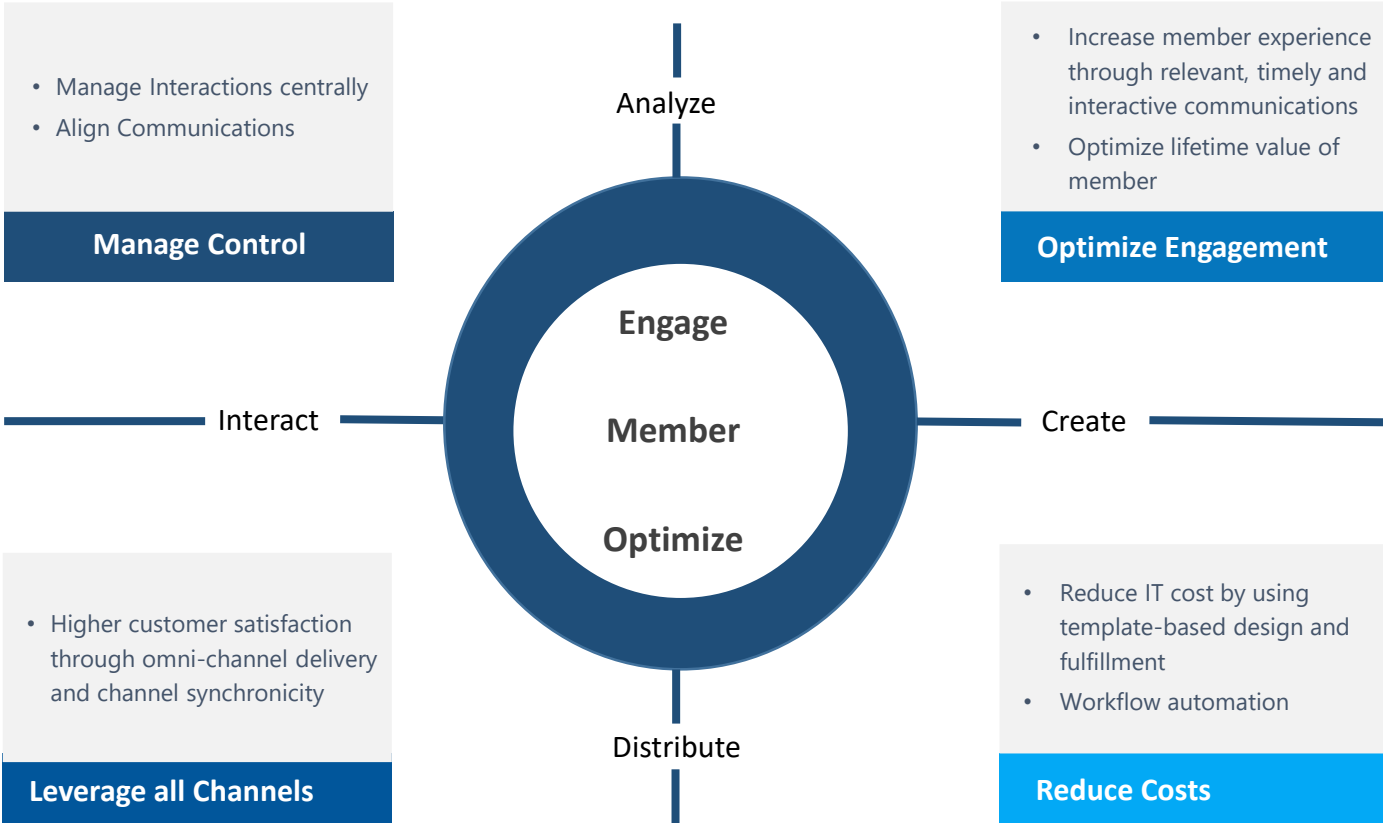 • Manage Interactions centrally
• Align Communications
Manage Control
Analyze
• Increase member experience
through relevant, timely and
interactive communications
• Optimize lifetime value of
member
Optimize Engagement
Interact
Engage
Member
Optimize
Create
• Higher customer satisfaction
through omni-channel delivery
and channel synchronicity
Leverage all Channels
Distribute
• Reduce IT cost by using
template-based design and
fulfillment
• Workflow automation
Reduce Costs